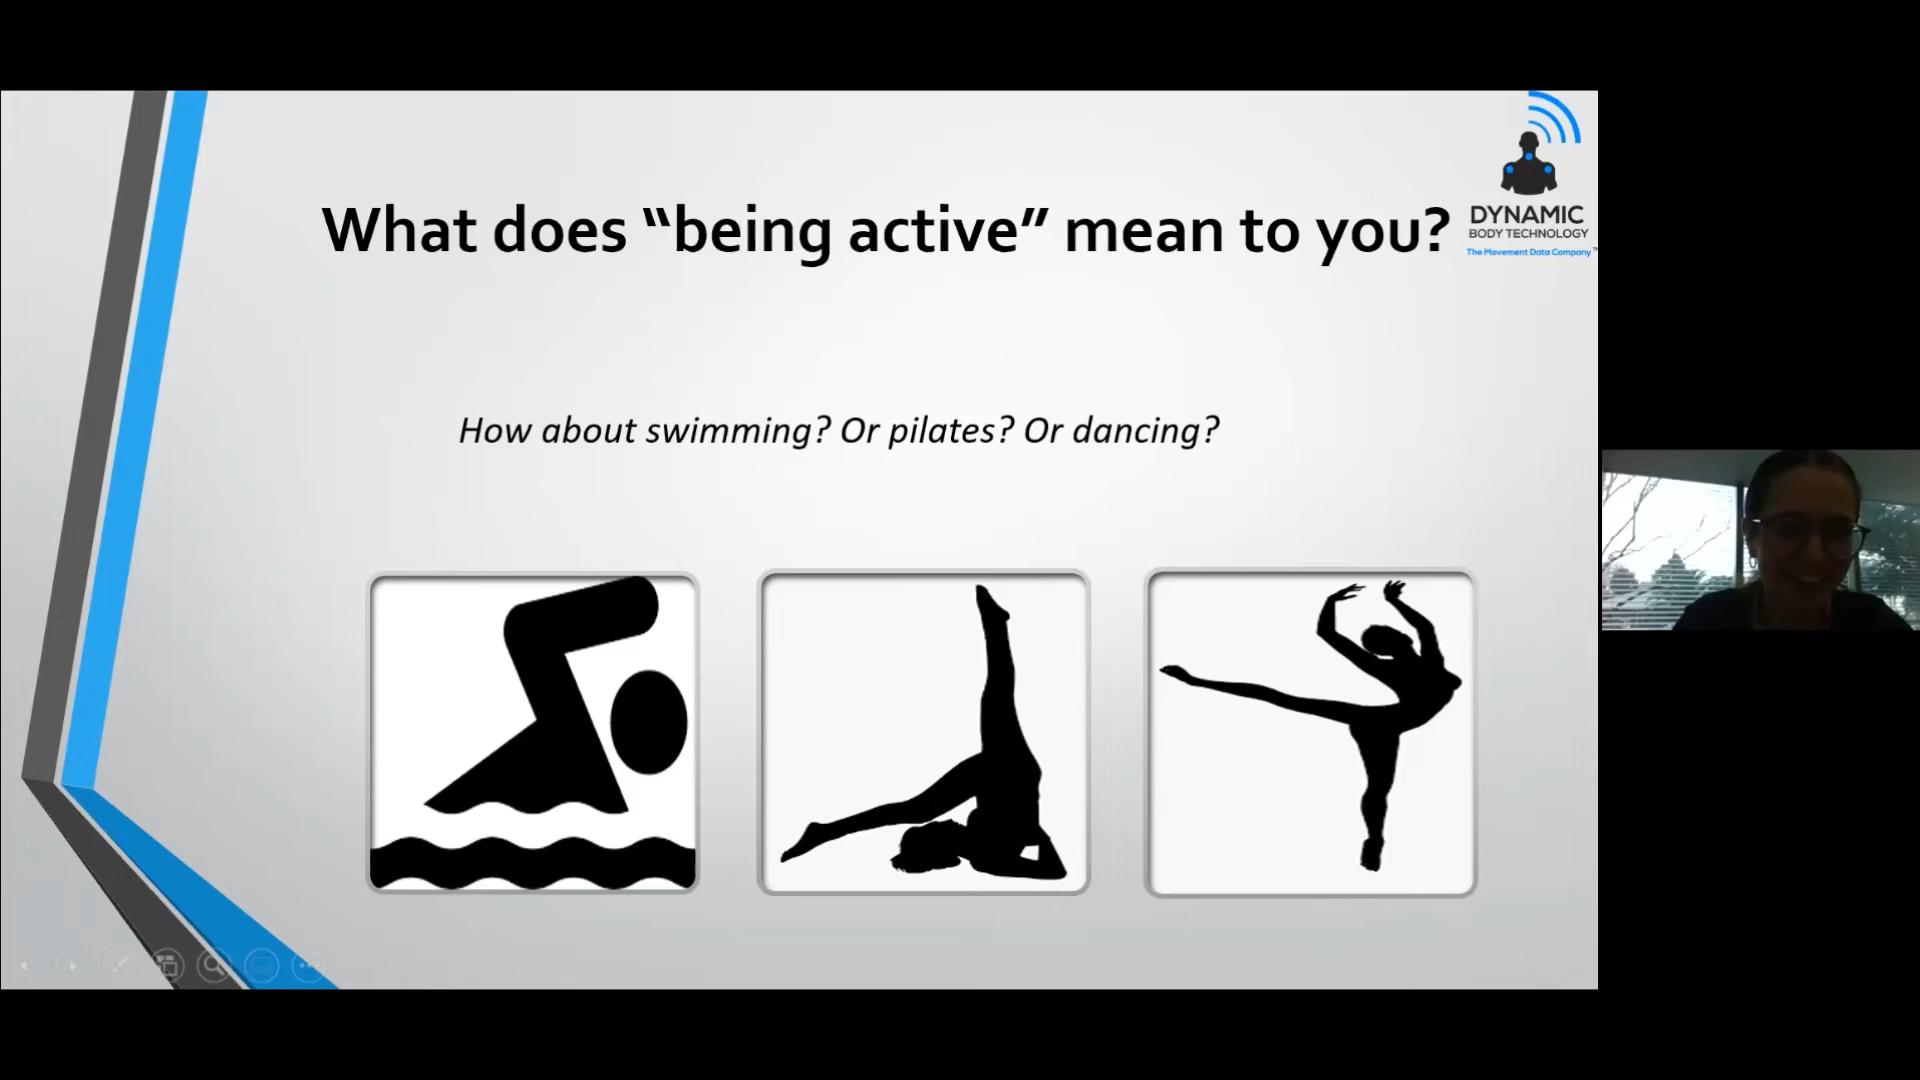 What does “being active” mean to you?
DYNAMIC
BODY TECHNOLOGY
The Movement Data Company™
How about swimming? Or pilates? Or dancing?